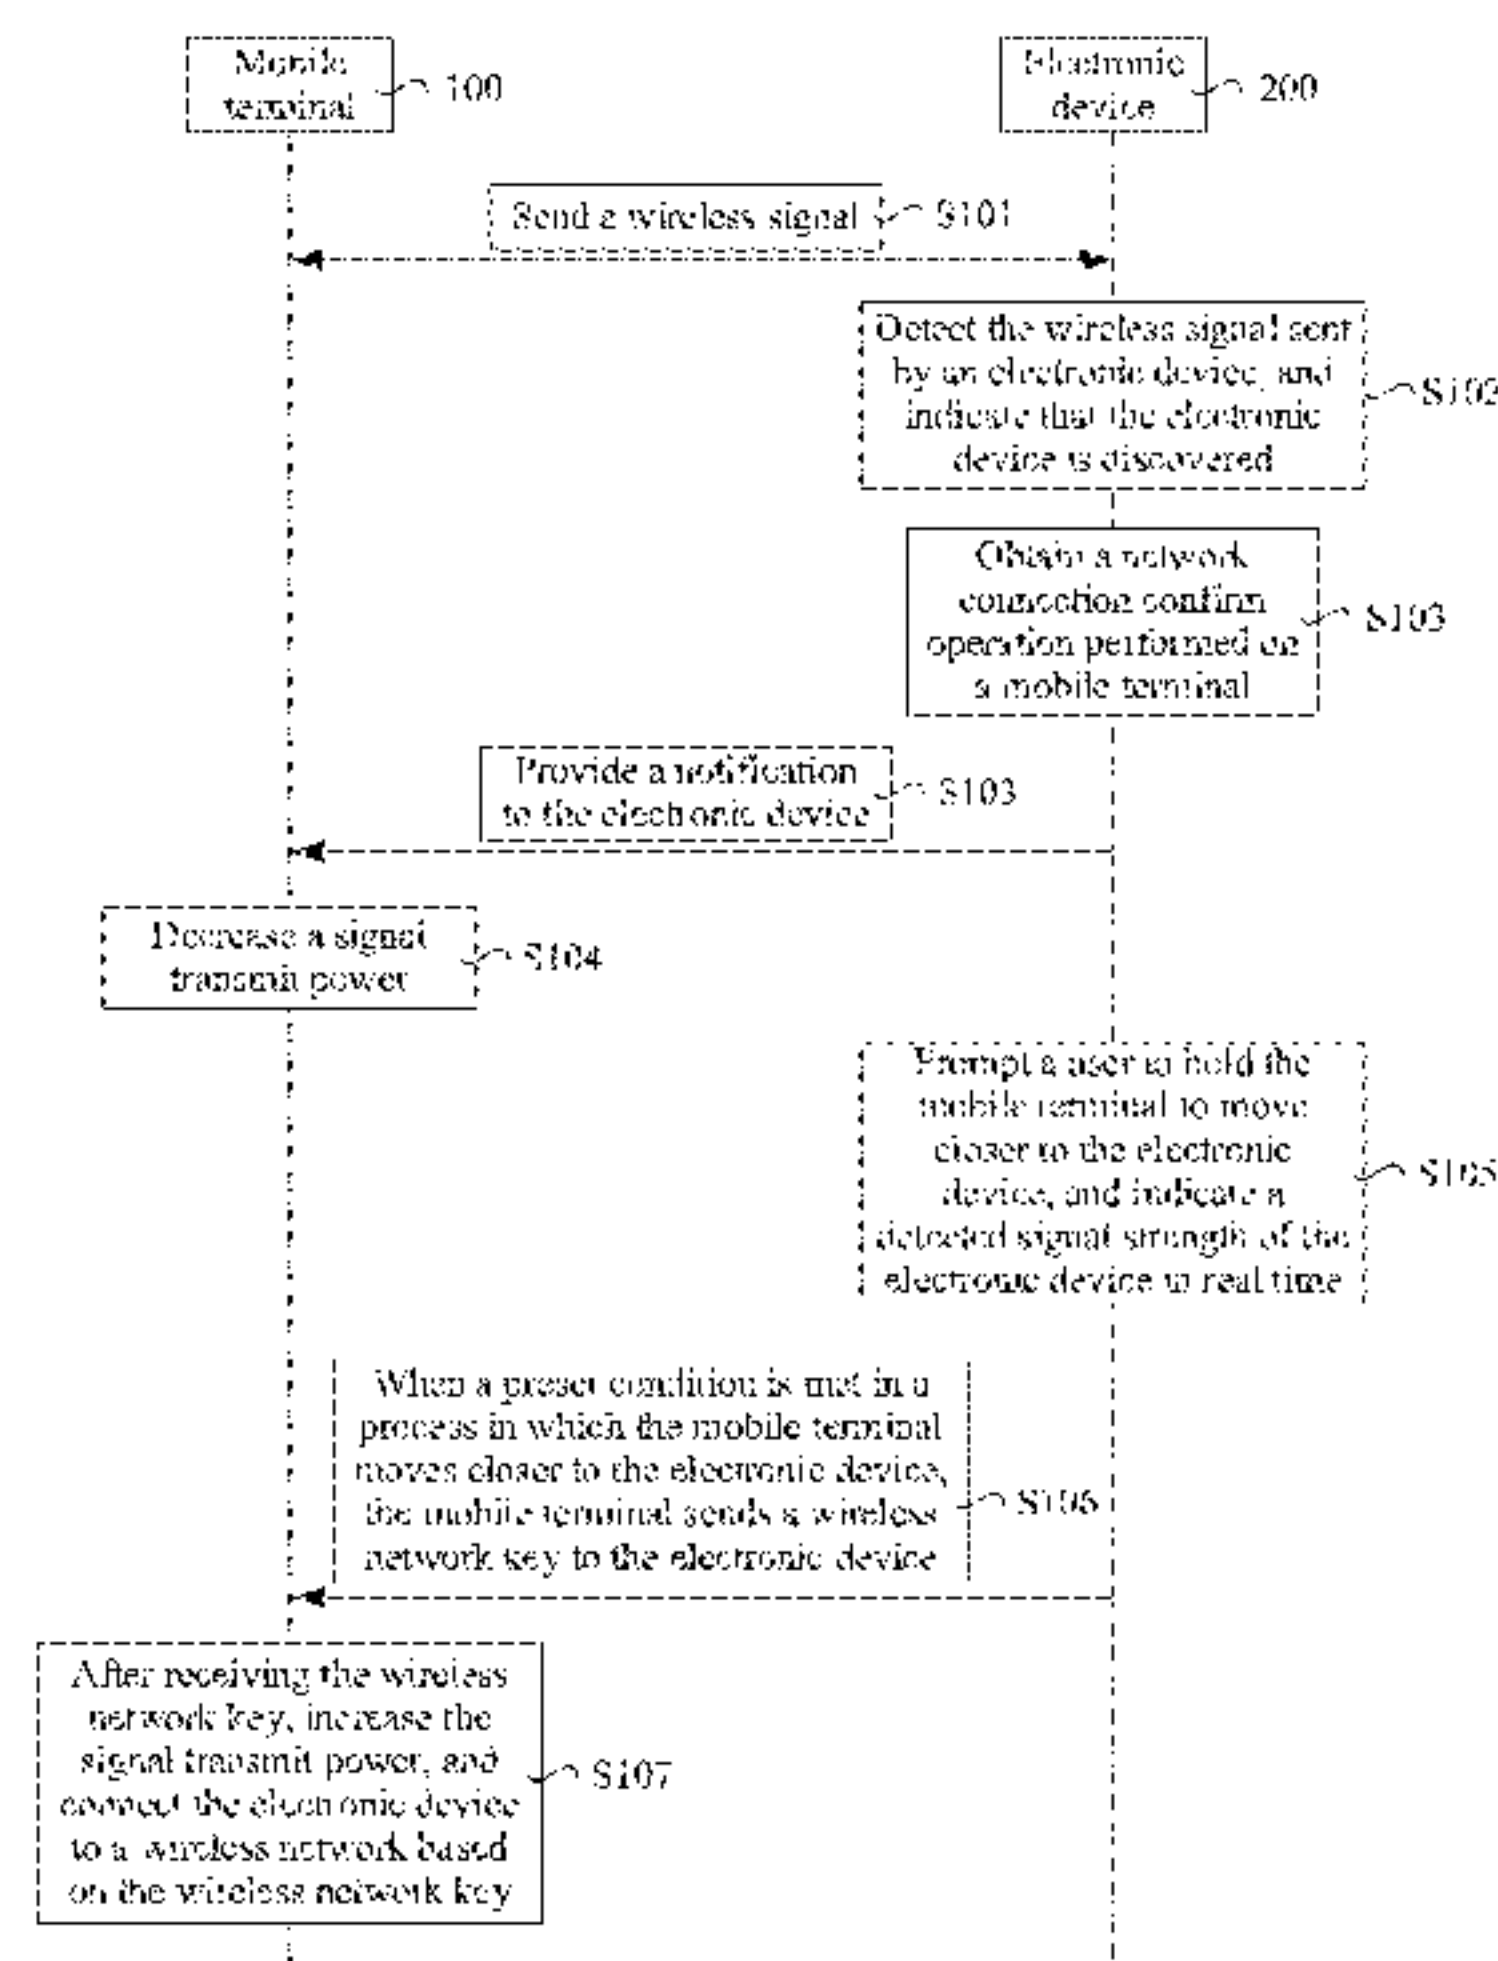 Mobile
terminal
100
Electronic
device
200
Send a wireless signal
S101
Detect the wireless signal sent
by an electronic device, and
indicate that the electronic
device is discovered
S102
Obtain a network
connection confirm
operation performed on
a mobile terminal
S103
Provide a notification
to the electronic device
S103
Decrease a signal
transmit power
S104
Prompt a user to hold the
mobile terminal to move
closer to the electronic
device, and indicate a
detected signal strength of the
electronic device in real time
S105
When a preset condition is met in a
process in which the mobile terminal
moves closer to the electronic device,
the mobile terminal sends a wireless
network key to the electronic device
S106
After receiving the wireless
network key, increase the
signal transmit power, and
connect the electronic device
to a wireless network based
on the wireless network key
S107